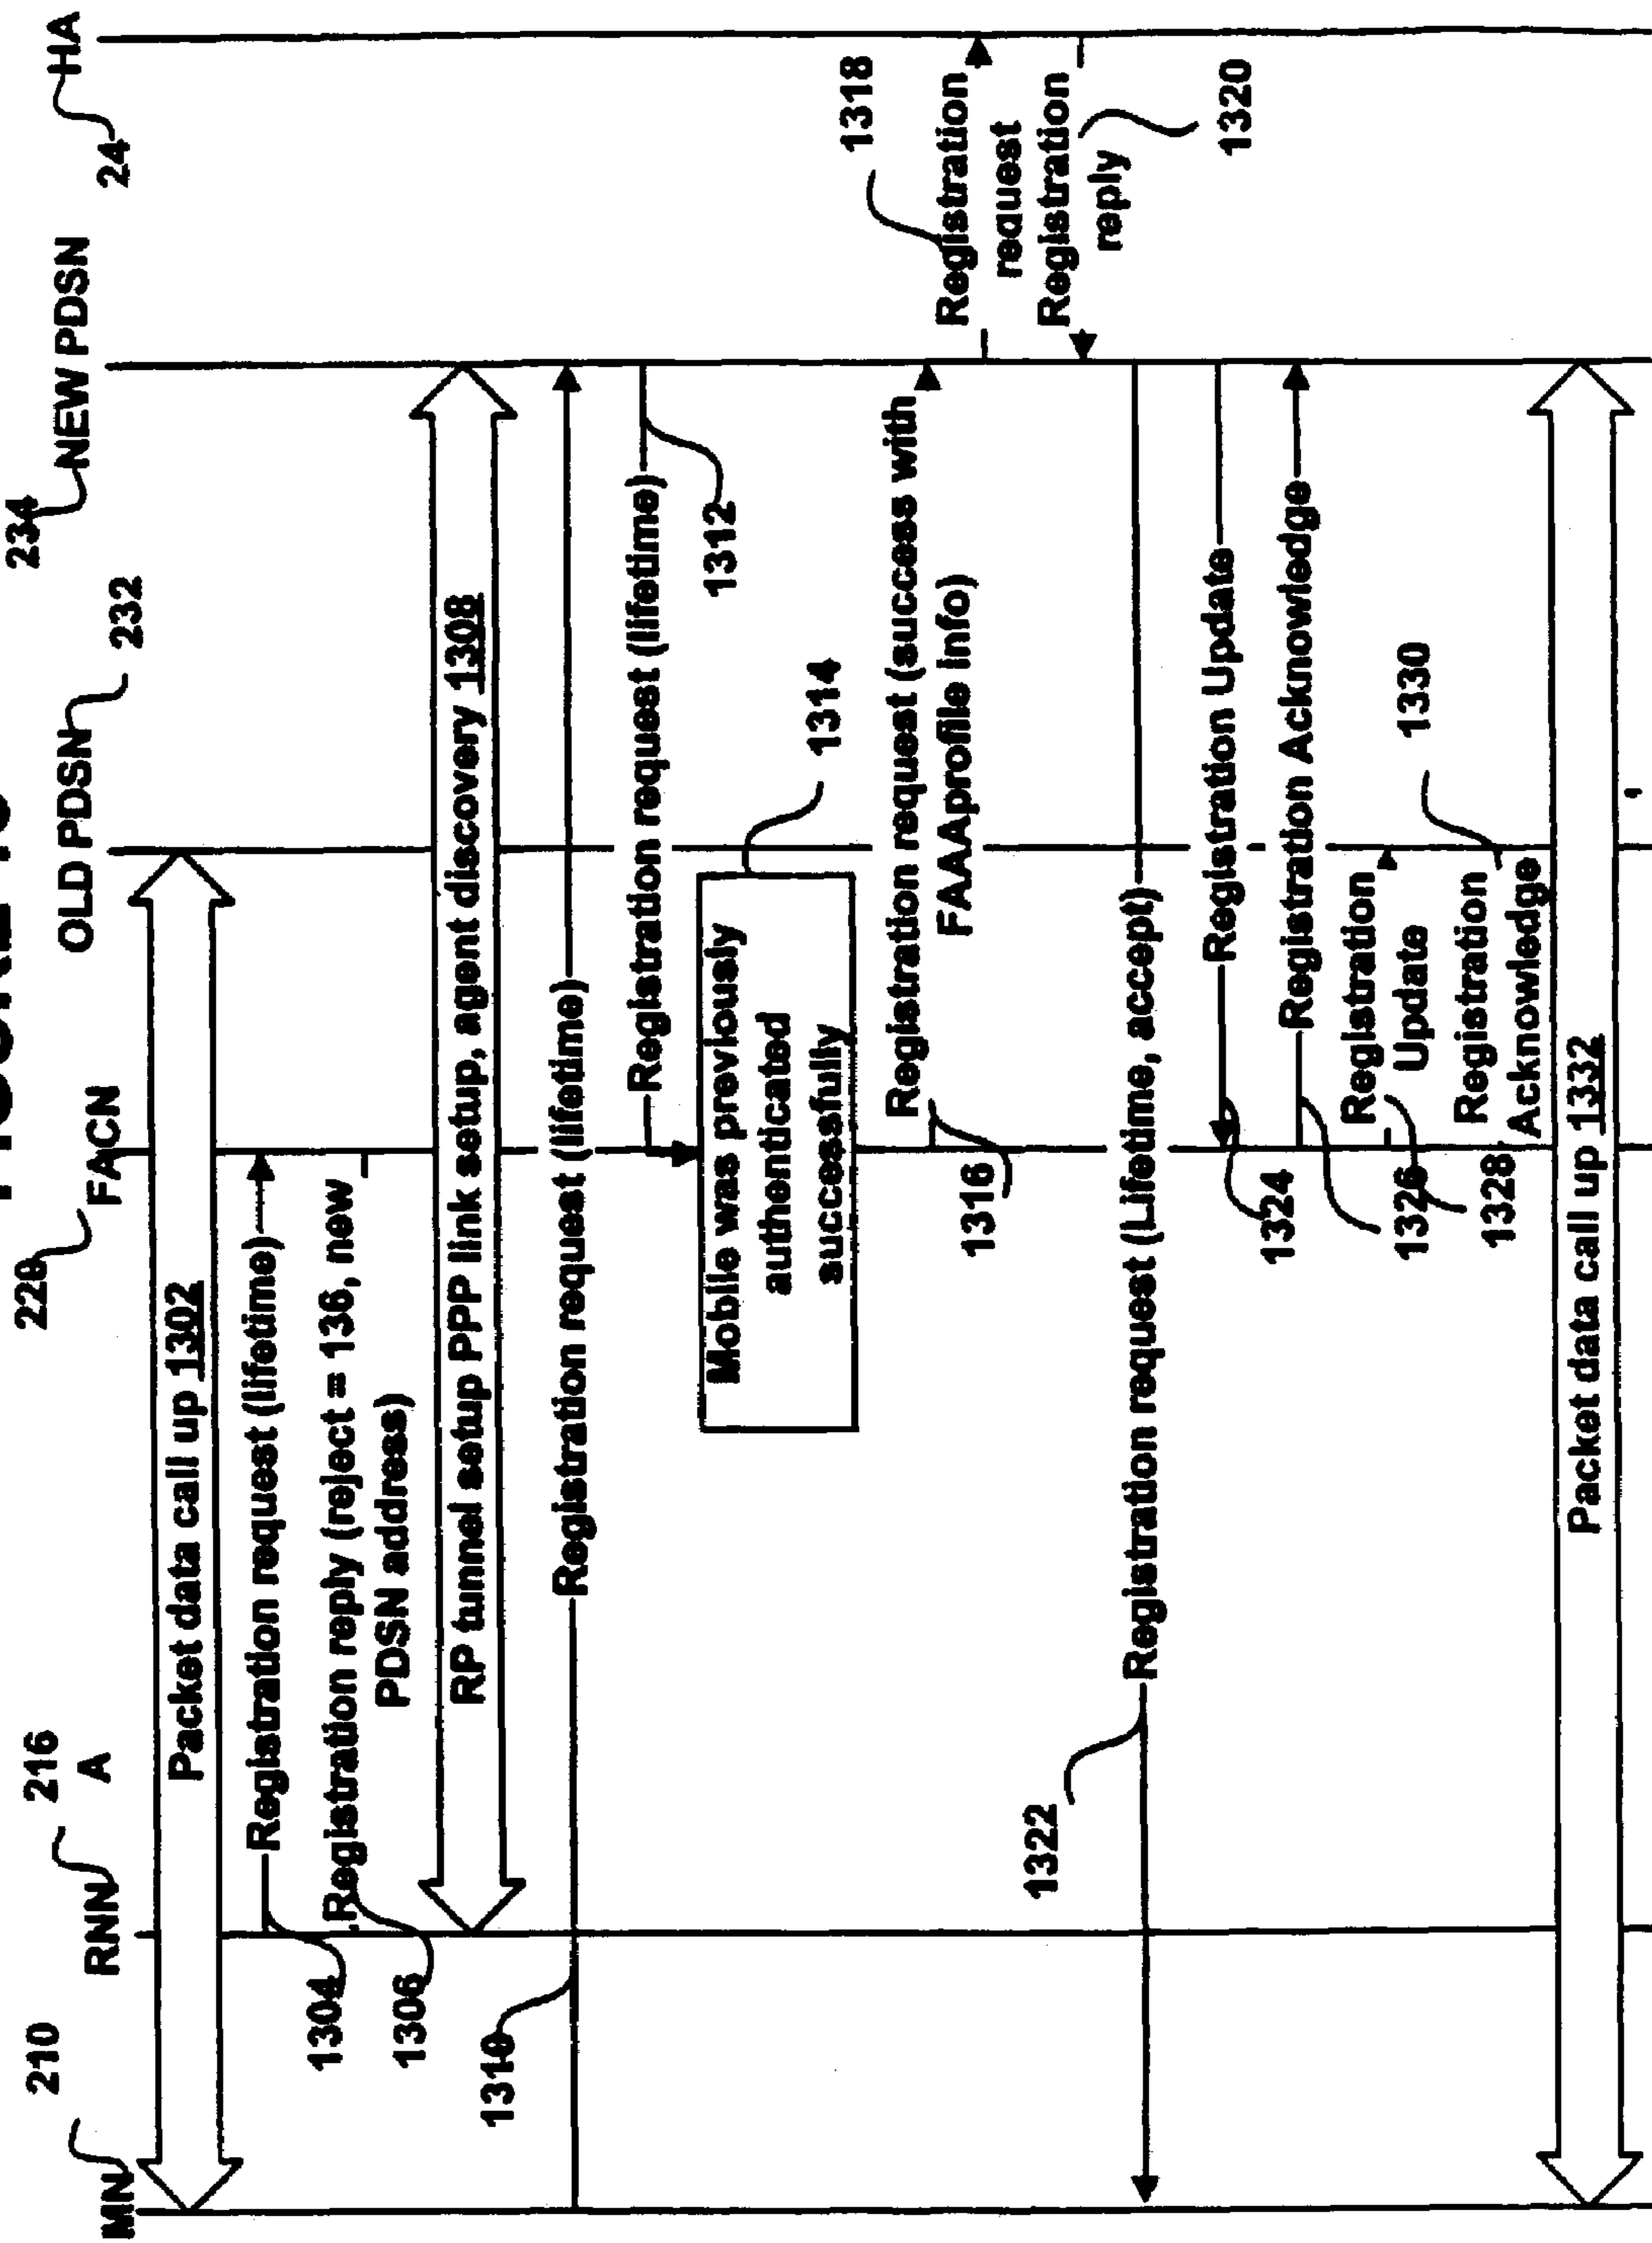 MN
210
RNN
216
A
FACN
220
OLD PDSN
232
NEW PDSN
234
HA
24
Packet data call up 1302
Registration request (lifetime)
1304
Registration reply (reject = 136, new
PDSN address)
1306
RP tunnel setup PPP link setup, agent discovery 1308
Registration request (lifetime)
1310
Registration request (lifetime)
1312
Mobile was previously
authenticated
successfully
1314
Registration request (success with
FAAAprofile info)
1316
Registration
request
1318
Registration
reply
1320
Registration request (Lifetime, accept)
1322
Registration Update
1324
Registration Acknowledge
1326
Registration
Update
1328
Registration
Acknowledge
1330
Packet data call up 1332